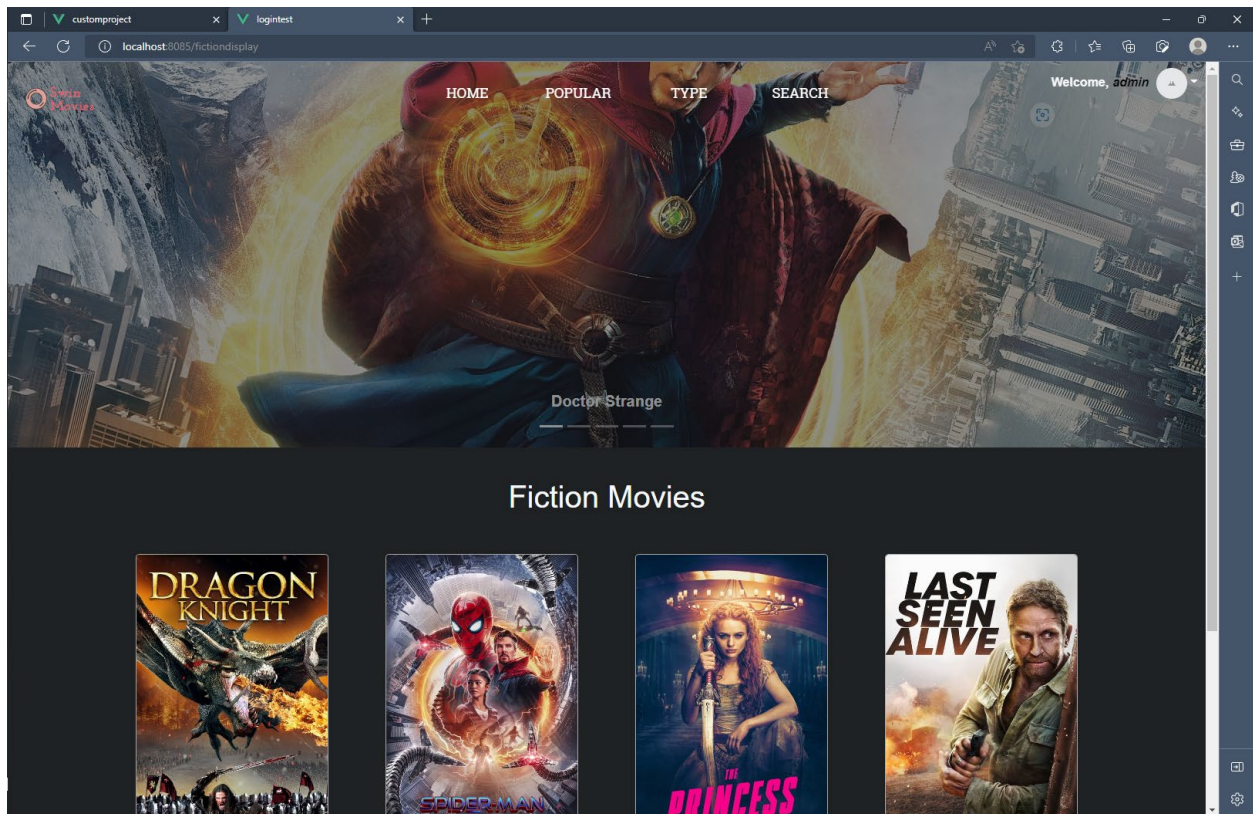 customproject
logintest
localhost:8085/fictiondisplay
Swin
Movies
HOME POPULAR TYPE SEARCH
Welcome, admin
Doctor Strange
Fiction Movies
DRAGON
KNIGHT
SPIDER-MAN
THE
PRINCESS
LAST
SEEN
ALIVE